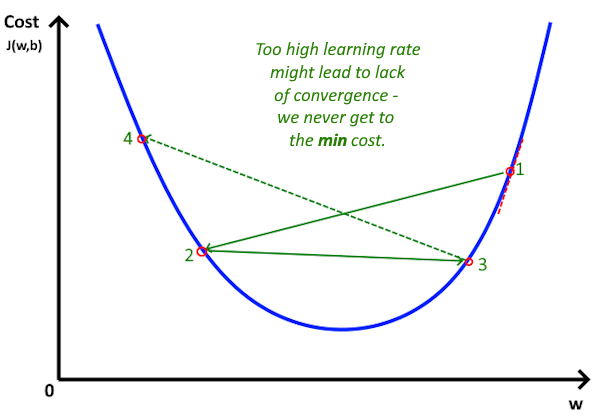 Cost
J(w,b)
Too high learning rate
might lead to lack
of convergence -
we never get to
the min cost.
4
1
2
3
0
w